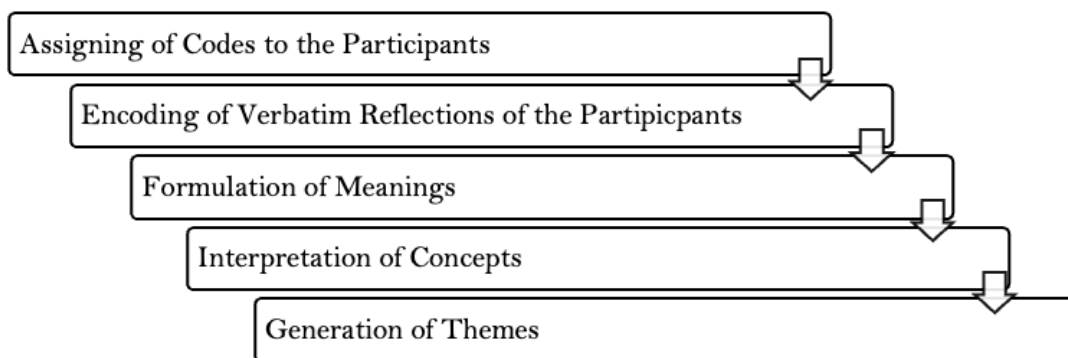 Assigning of Codes to the Participants
Encoding of Verbatim Reflections of the Partipicpants
Formulation of Meanings
Interpretation of Concepts
Generation of Themes